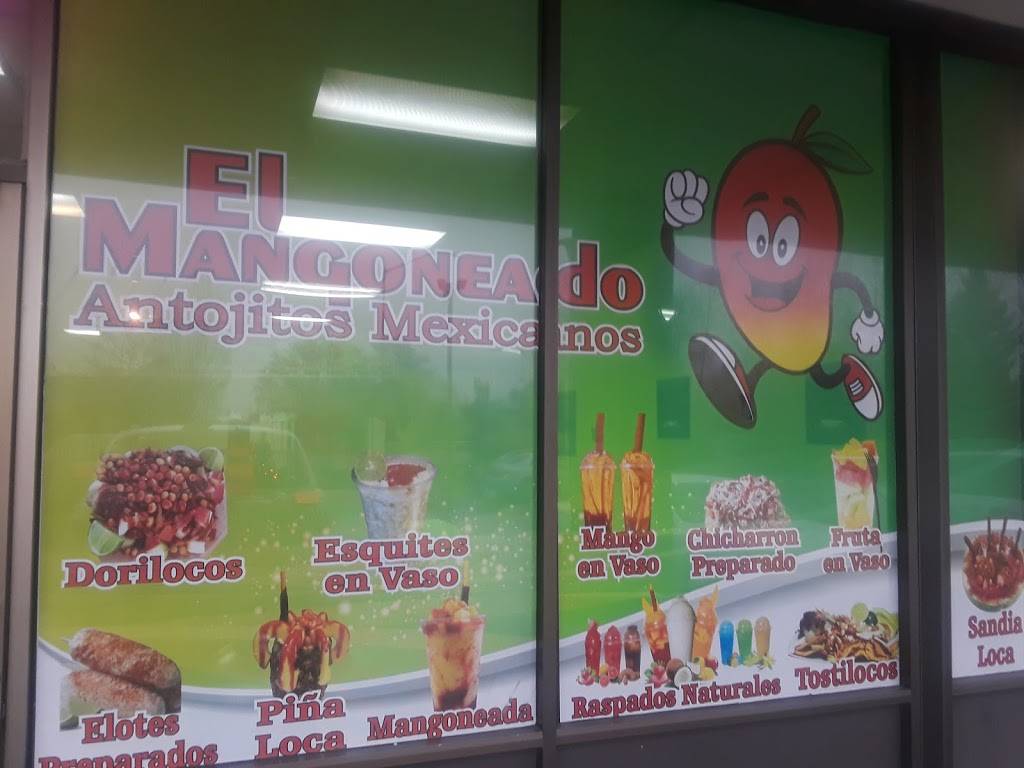 El
Mangoneado
Antojitos Mexicanos
Dorilocos
Esquites
en Vaso
Mango
en Vaso
Chicharron
Preparado
Fruta
en Vaso
Elotes
Preparados
Piña
Loca
Mangoneada
Raspados Naturales
Tostilocos
Sandia
Loca